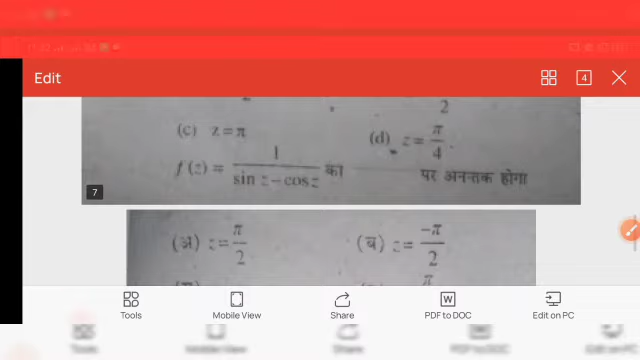 Edit
4
2
(c) z = π
(d) z = π/4.
f(z) = 1/(sin z − cos z) का
पर अनन्तक होगा
7
(अ) z = π/2
(ब) z = −π/2
π
Tools
Mobile View
Share
PDF to DOC
Edit on PC